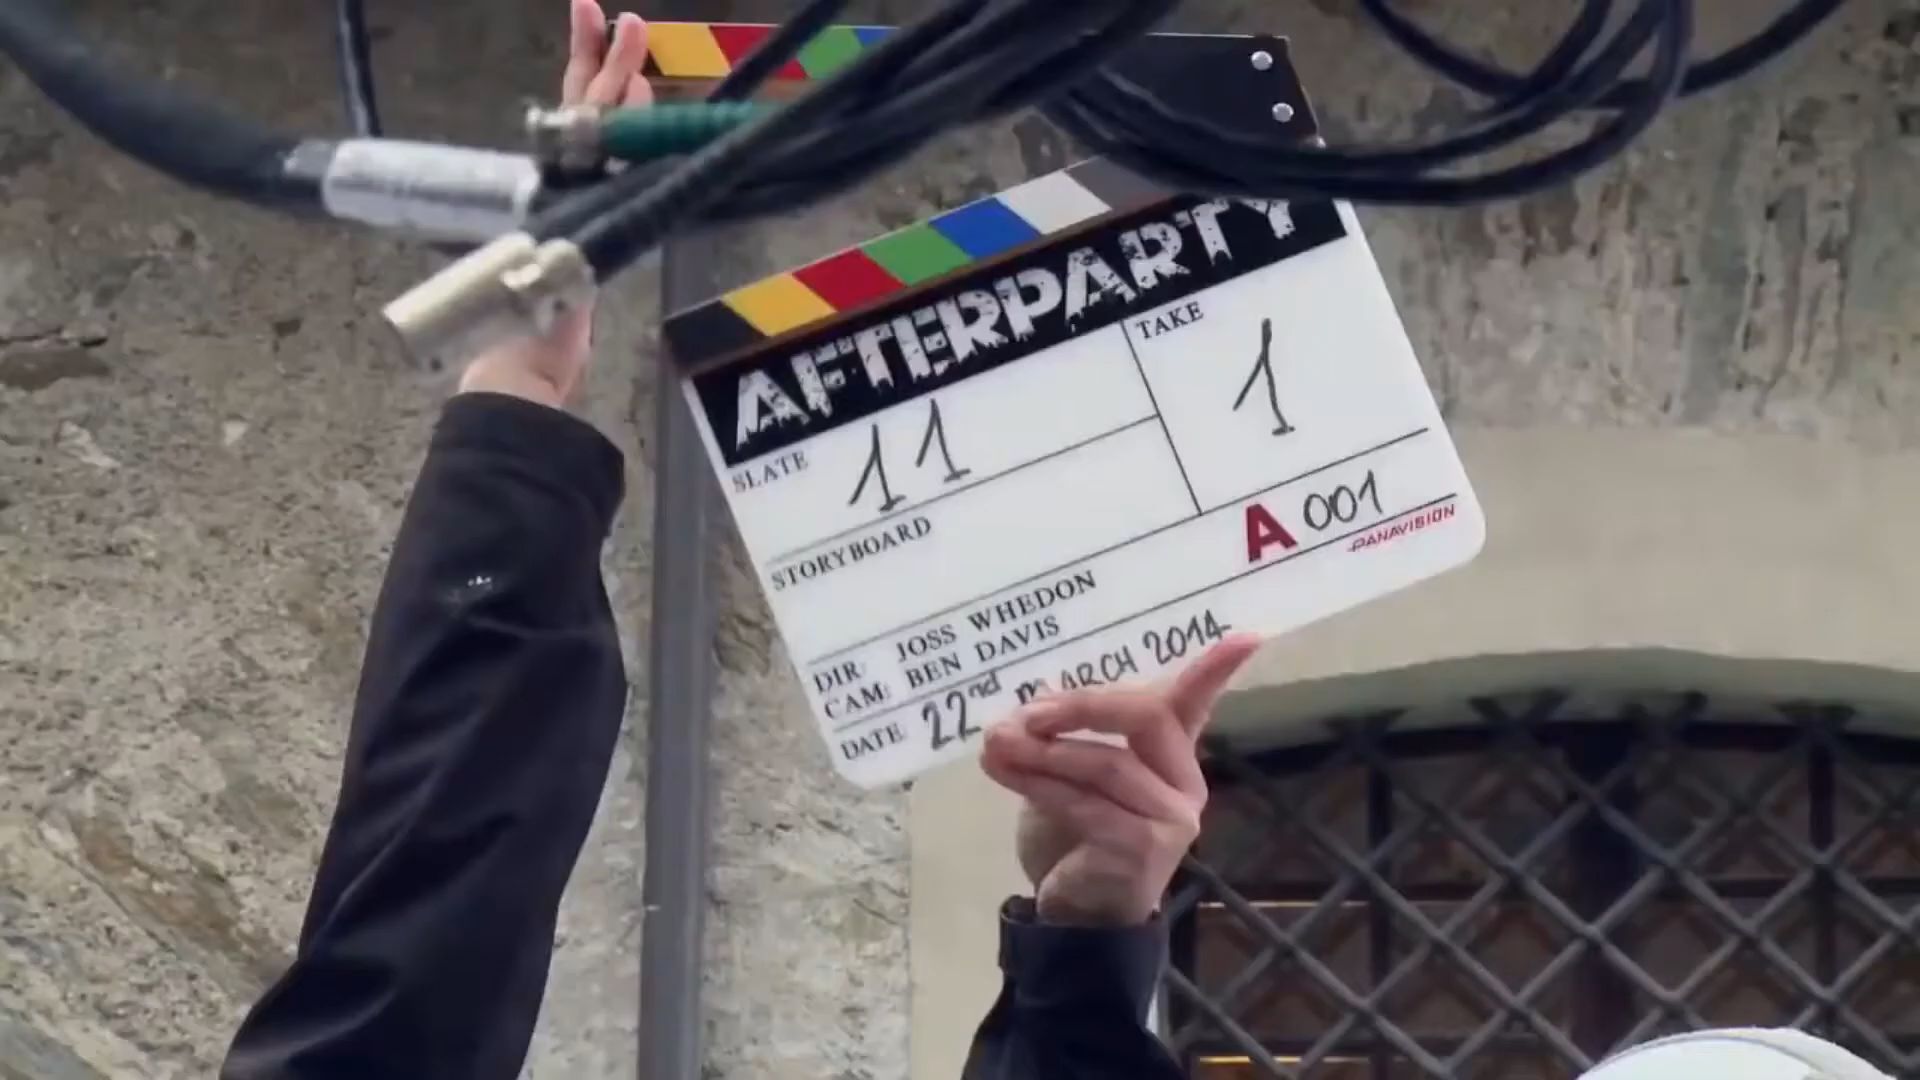 AFTERPARTY
SLATE 11
TAKE 1
STORYBOARD
A 001
PANAVISION
DIR: JOSS WHEDON
CAM: BEN DAVIS
DATE: 22nd MARCH 2014